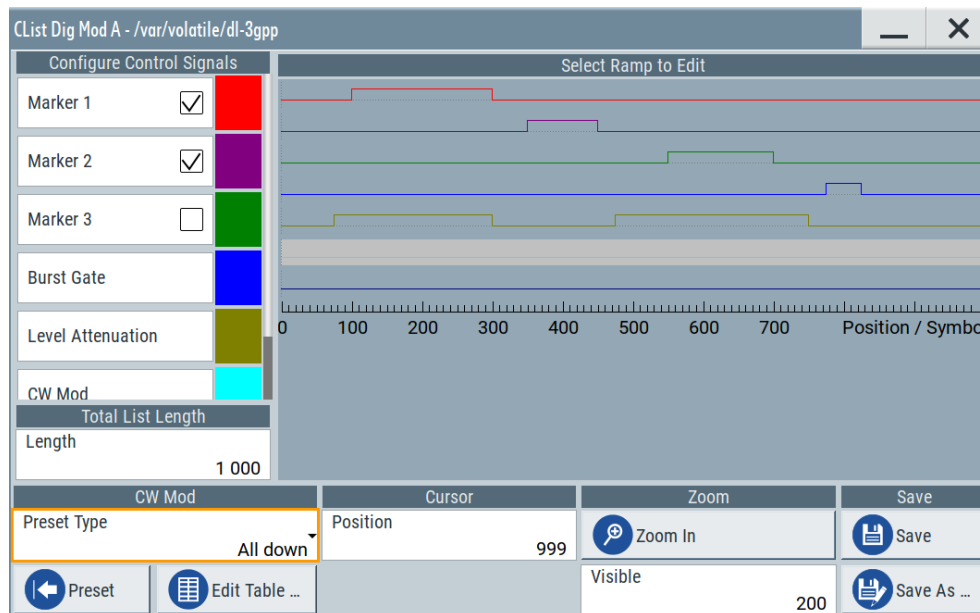 CList Dig Mod A - /var/volatile/dl-3gpp
Configure Control Signals
Select Ramp to Edit
Marker 1
Marker 2
Marker 3
Burst Gate
Level Attenuation
CW Mod
0 100 200 300 400 500 600 700 Position / Symbo
Total List Length
Length
1 000
CW Mod
Cursor
Zoom
Save
Preset Type
All down
Position
999
Zoom In
Save
Preset
Edit Table ...
Visible
200
Save As ...